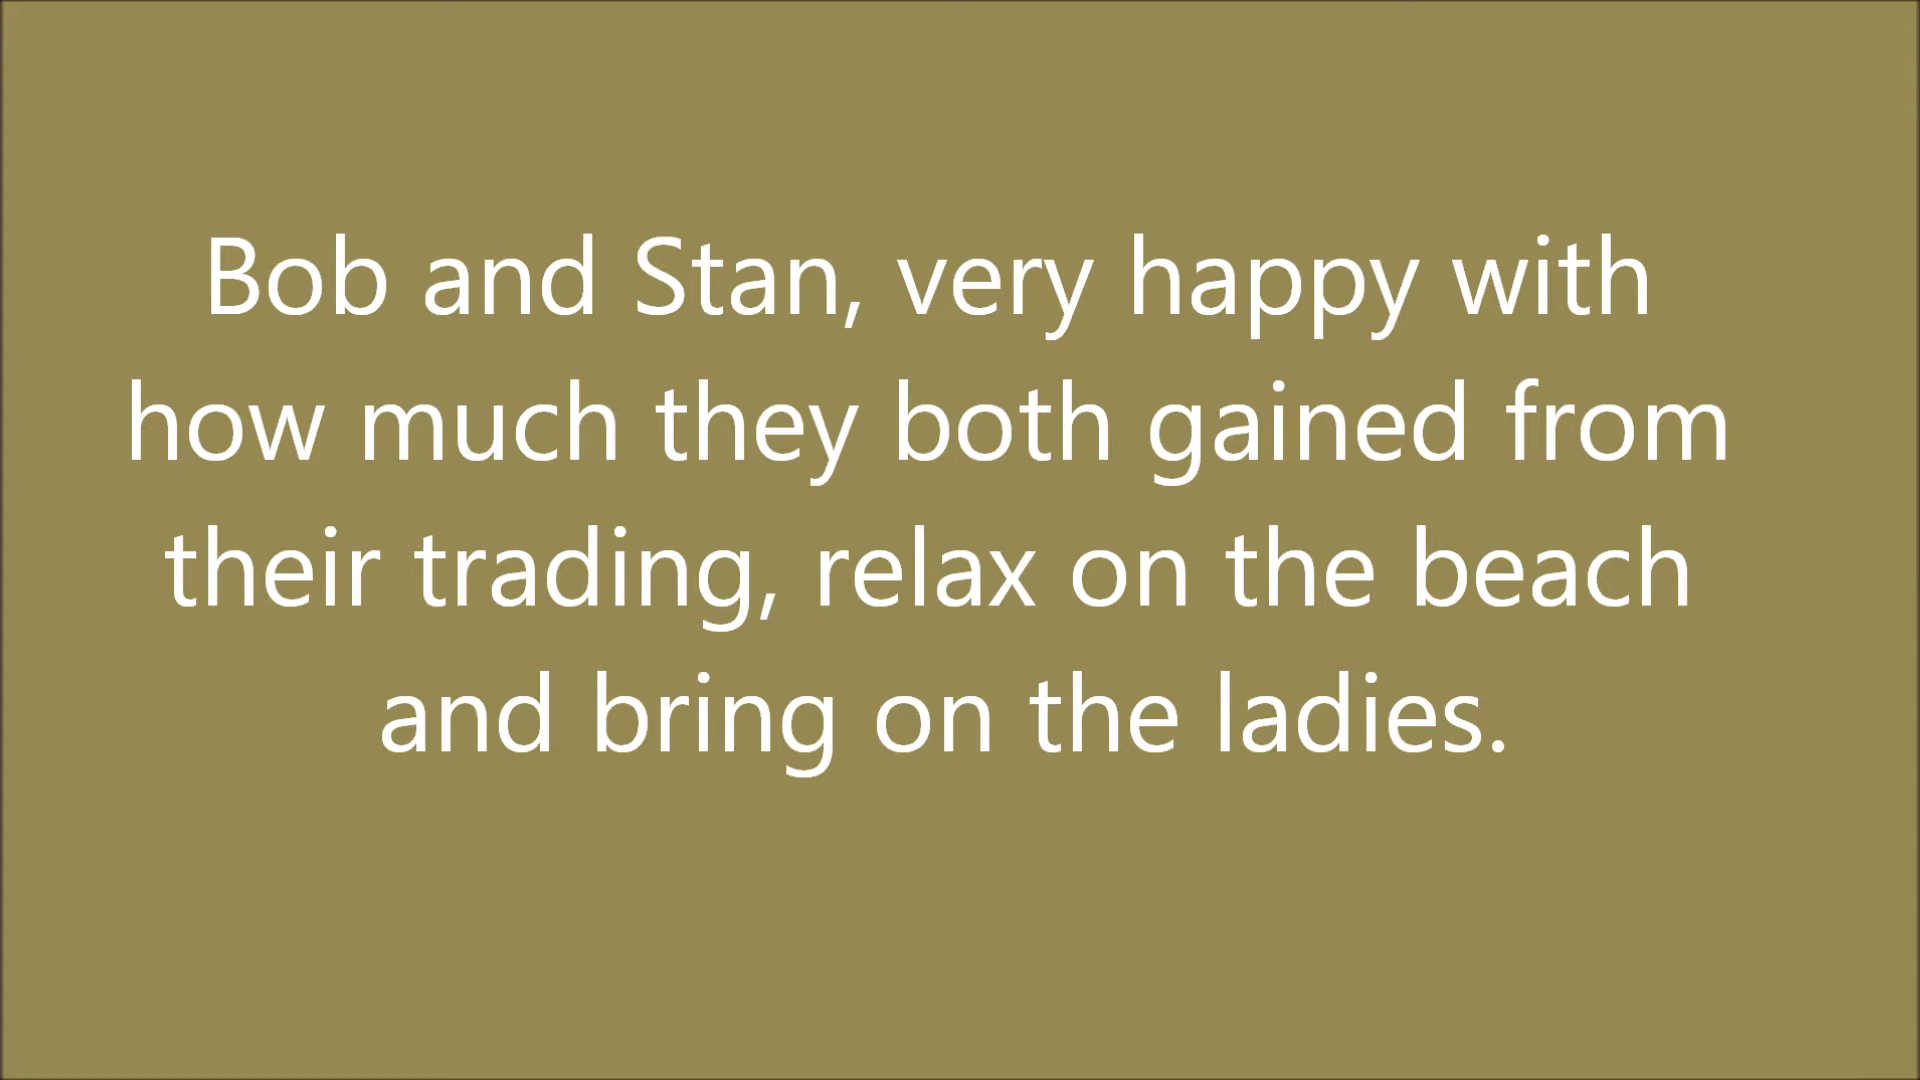 Bob and Stan, very happy with
how much they both gained from
their trading, relax on the beach
and bring on the ladies.